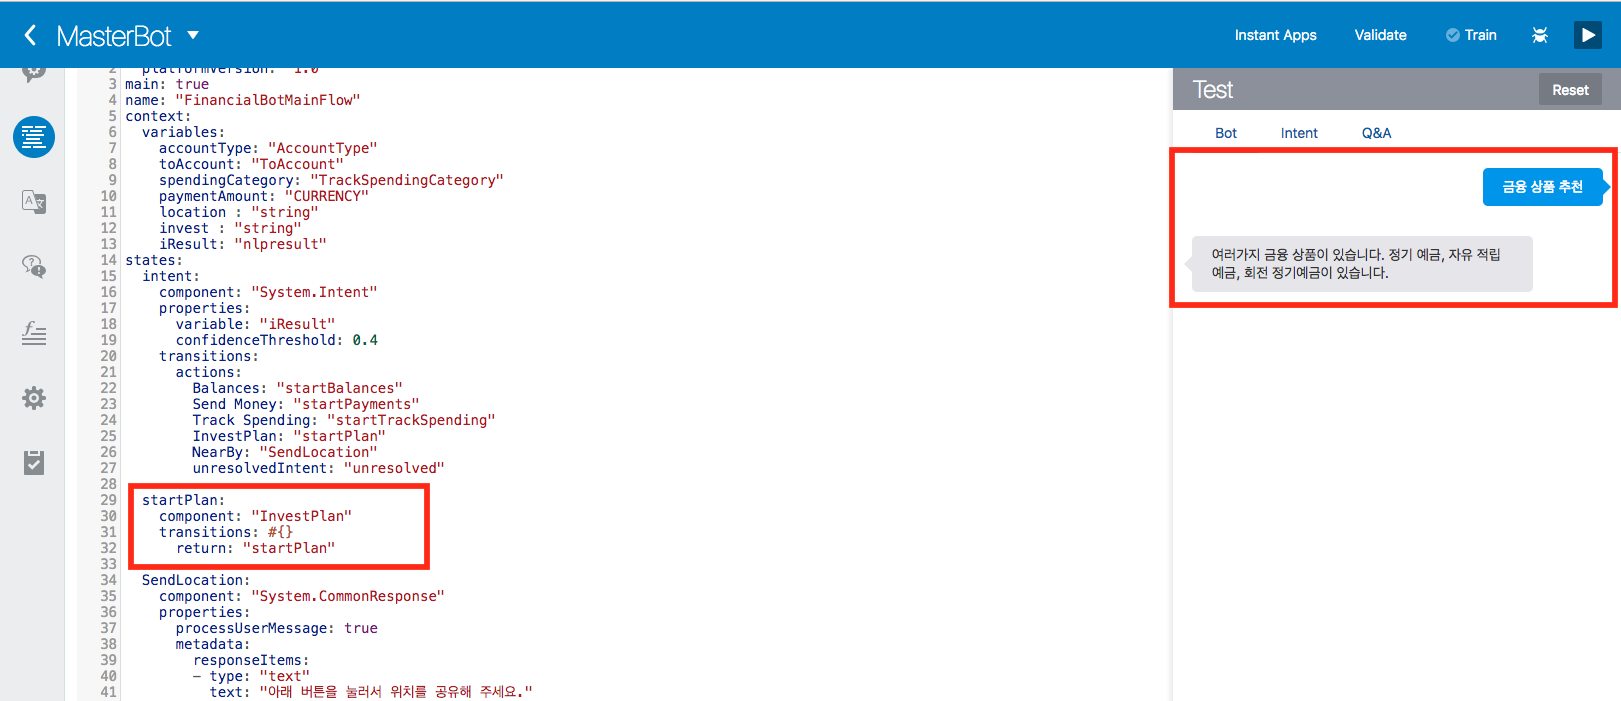 MasterBot
Instant Apps
Validate
Train
2 platformVersion: "1.0"
3 main: true
4 name: "FinancialBotMainFlow"
5 context:
6 variables:
7 accountType: "AccountType"
8 toAccount: "ToAccount"
9 spendingCategory: "TrackSpendingCategory"
10 paymentAmount: "CURRENCY"
11 location : "string"
12 invest : "string"
13 iResult: "nlpresult"
14 states:
15 intent:
16 component: "System.Intent"
17 properties:
18 variable: "iResult"
19 confidenceThreshold: 0.4
20 transitions:
21 actions:
22 Balances: "startBalances"
23 Send Money: "startPayments"
24 Track Spending: "startTrackSpending"
25 InvestPlan: "startPlan"
26 NearBy: "SendLocation"
27 unresolvedIntent: "unresolved"
28
29 startPlan:
30 component: "InvestPlan"
31 transitions: #{}
32 return: "startPlan"
33
34 SendLocation:
35 component: "System.CommonResponse"
36 properties:
37 processUserMessage: true
38 metadata:
39 responseItems:
40 - type: "text"
41 text: "아래 버튼을 눌러서 위치를 공유해 주세요."
Test
Reset
Bot
Intent
Q&A
금융 상품 추천
여러가지 금융 상품이 있습니다. 정기 예금, 자유 적립
예금, 회전 정기예금이 있습니다.